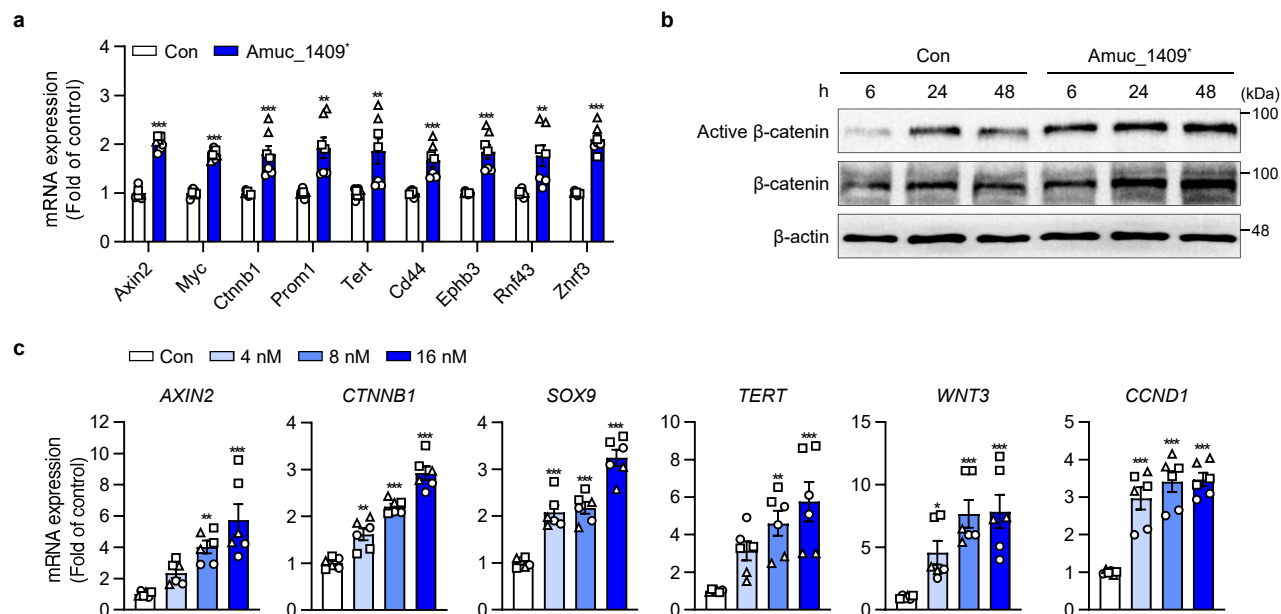 a
4
3
2
1
0
mRNA expression
(Fold of control)
Con
Amuc_1409*
*** *** *** ** ** *** *** ** ***
Axin2
Myc
Ctnnb1
Prom1
Tert
Cd44
Ephb3
Rnf43
Znrf3
b
Con Amuc_1409*
h 6 24 48 6 24 48 (kDa)
Active β-catenin 100
β-catenin 100
β-actin 48
c
Con 4 nM 8 nM 16 nM
mRNA expression
(Fold of control)
AXIN2
12
10
8
6
4
2
0
** ***
CTNNB1
4
3
2
1
0
** *** ***
SOX9
4
3
2
1
0
*** *** ***
TERT
10
8
6
4
2
0
** ***
WNT3
15
10
5
0
* *** ***
CCND1
5
4
3
2
1
0
*** *** ***